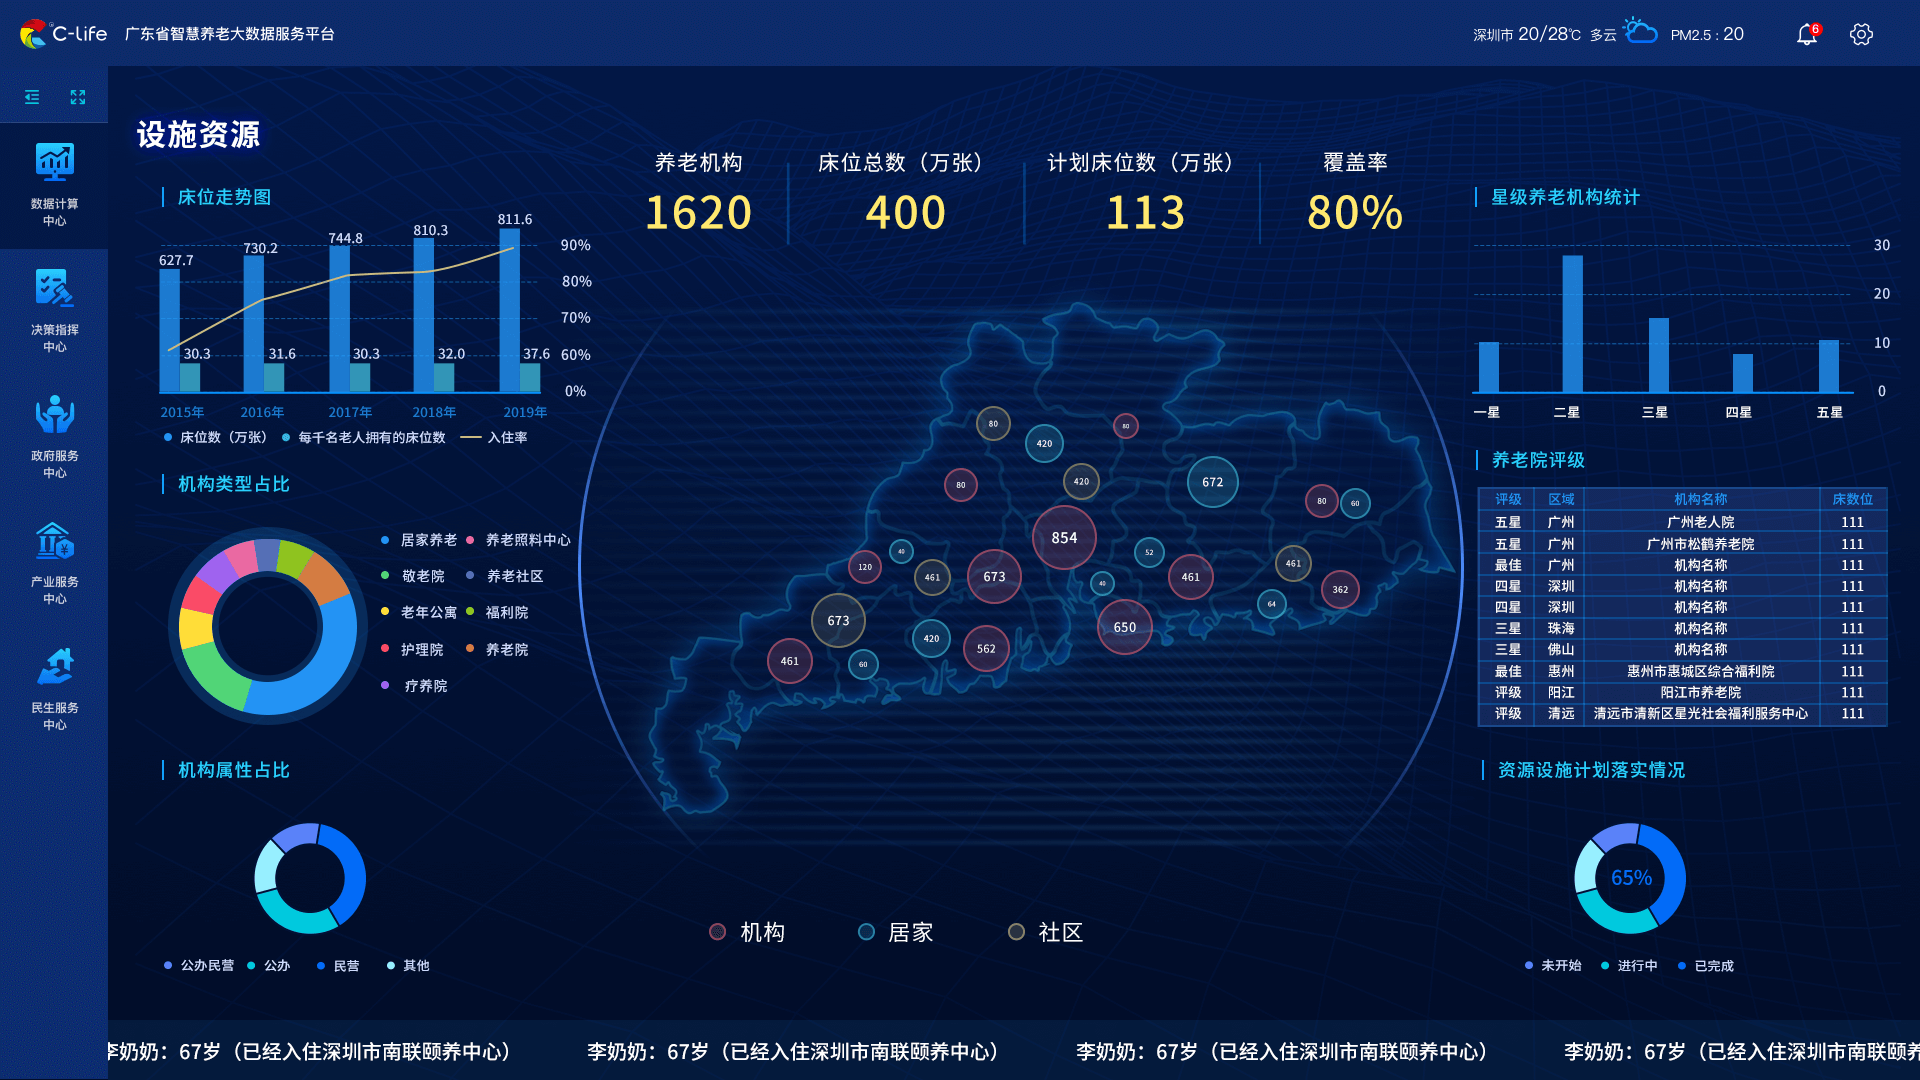 C-life 广东省智慧养老大数据服务平台
深圳市 20/28℃ 多云 PM2.5 : 20
6
设施资源
数据计算
中心
决策指挥
中心
政府服务
中心
产业服务
中心
民生服务
中心
养老机构 床位总数（万张） 计划床位数（万张） 覆盖率
1620 400 113 80%
床位走势图
627.7 730.2 744.8 810.3 811.6
30.3 31.6 30.3 32.0 37.6
90%
80%
70%
60%
0%
2015年 2016年 2017年 2018年 2019年
床位数（万张） 每千名老人拥有的床位数 入住率
机构类型占比
居家养老 养老照料中心
敬老院 养老社区
老年公寓 福利院
护理院 养老院
疗养院
机构属性占比
公办民营 公办 民营 其他
80
420
80
80
420
672
80
60
854
40
120
461
673
52
461
40
461
362
64
673
420
562
650
461
60
机构 居家 社区
星级养老机构统计
30
20
10
0
一星 二星 三星 四星 五星
养老院评级
评级 区域 机构名称 床数位
五星 广州 广州老人院 111
五星 广州 广州市松鹤养老院 111
最佳 广州 机构名称 111
四星 深圳 机构名称 111
四星 深圳 机构名称 111
三星 珠海 机构名称 111
三星 佛山 机构名称 111
最佳 惠州 惠州市惠城区综合福利院 111
评级 阳江 阳江市养老院 111
评级 清远 清远市清新区星光社会福利服务中心 111
资源设施计划落实情况
65%
未开始 进行中 已完成
李奶奶：67岁（已经入住深圳市南联颐养中心） 李奶奶：67岁（已经入住深圳市南联颐养中心） 李奶奶：67岁（已经入住深圳市南联颐养中心） 李奶奶：67岁（已经入住深圳市南联颐养